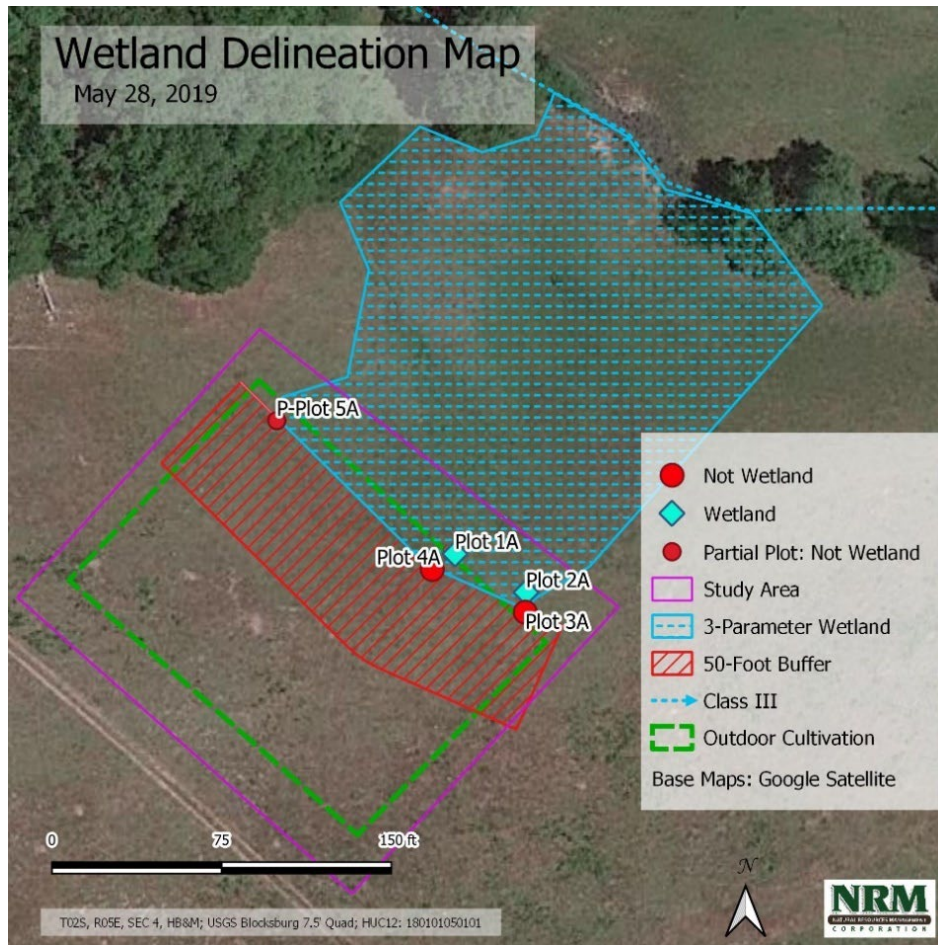 Wetland Delineation Map
May 28, 2019
P-Plot 5A
Plot 1A
Plot 4A
Plot 2A
Plot 3A
Not Wetland
Wetland
Partial Plot: Not Wetland
Study Area
3-Parameter Wetland
50-Foot Buffer
Class III
Outdoor Cultivation
Base Maps: Google Satellite
0 75 150 ft
N
T02S, R05E, SEC 4, HB&M; USGS Blocksburg 7.5' Quad; HUC12: 180101050101
NRM
NATURAL RESOURCES MANAGEMENT
CORPORATION